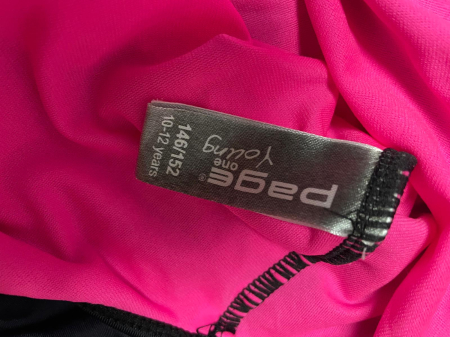 page
one
Young
®
146/152
10-12 years